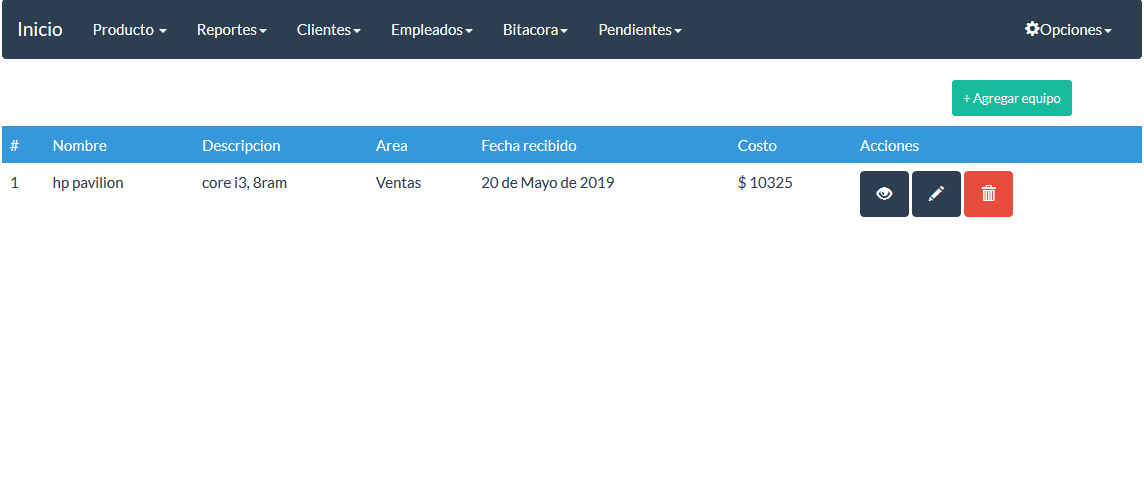 Inicio Producto Reportes Clientes Empleados Bitacora Pendientes Opciones
+ Agregar equipo
# Nombre Descripcion Area Fecha recibido Costo Acciones
1 hp pavilion core i3, 8ram Ventas 20 de Mayo de 2019 $ 10325